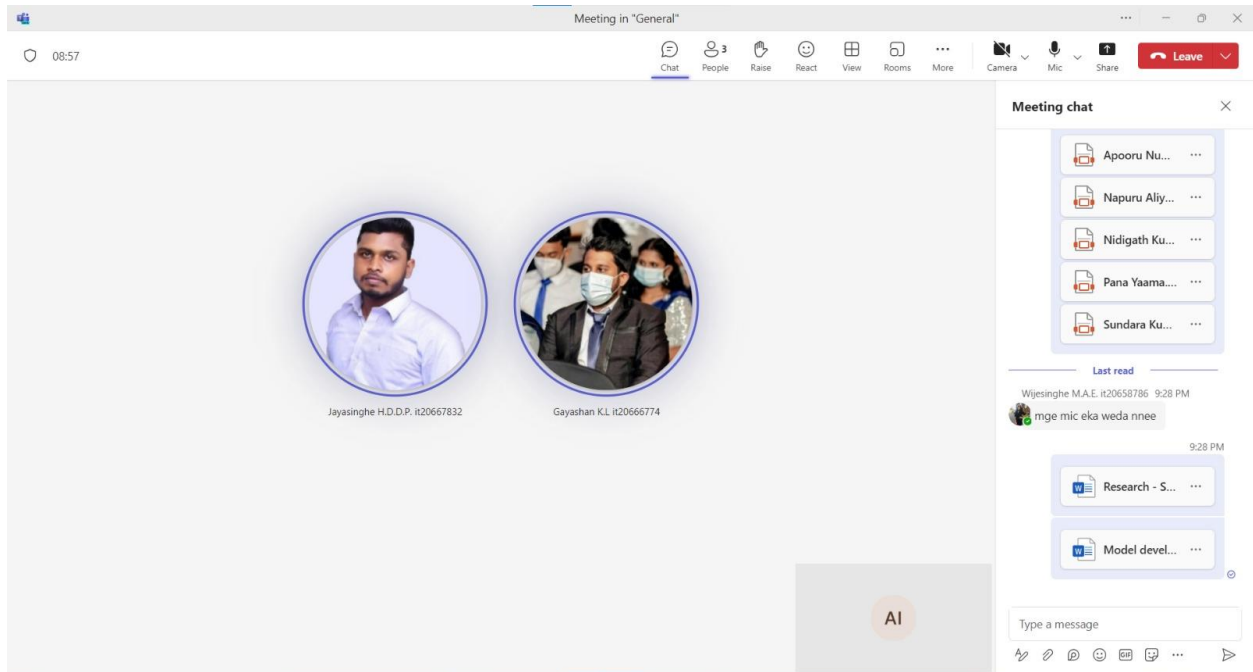 Meeting in "General"
08:57
Chat
People 3
Raise
React
View
Rooms
More
Camera
Mic
Share
Leave
Meeting chat
Apooru Nu...
Napuru Aliy...
Nidigath Ku...
Pana Yaama....
Sundara Ku...
Last read
Wijesinghe M.A.E. it20658786 9:28 PM
mge mic eka weda nnee
9:28 PM
Research - S...
Model devel...
Jayasinghe H.D.D.P. it20667832
Gayashan K.L it20666774
AI
Type a message
GIF